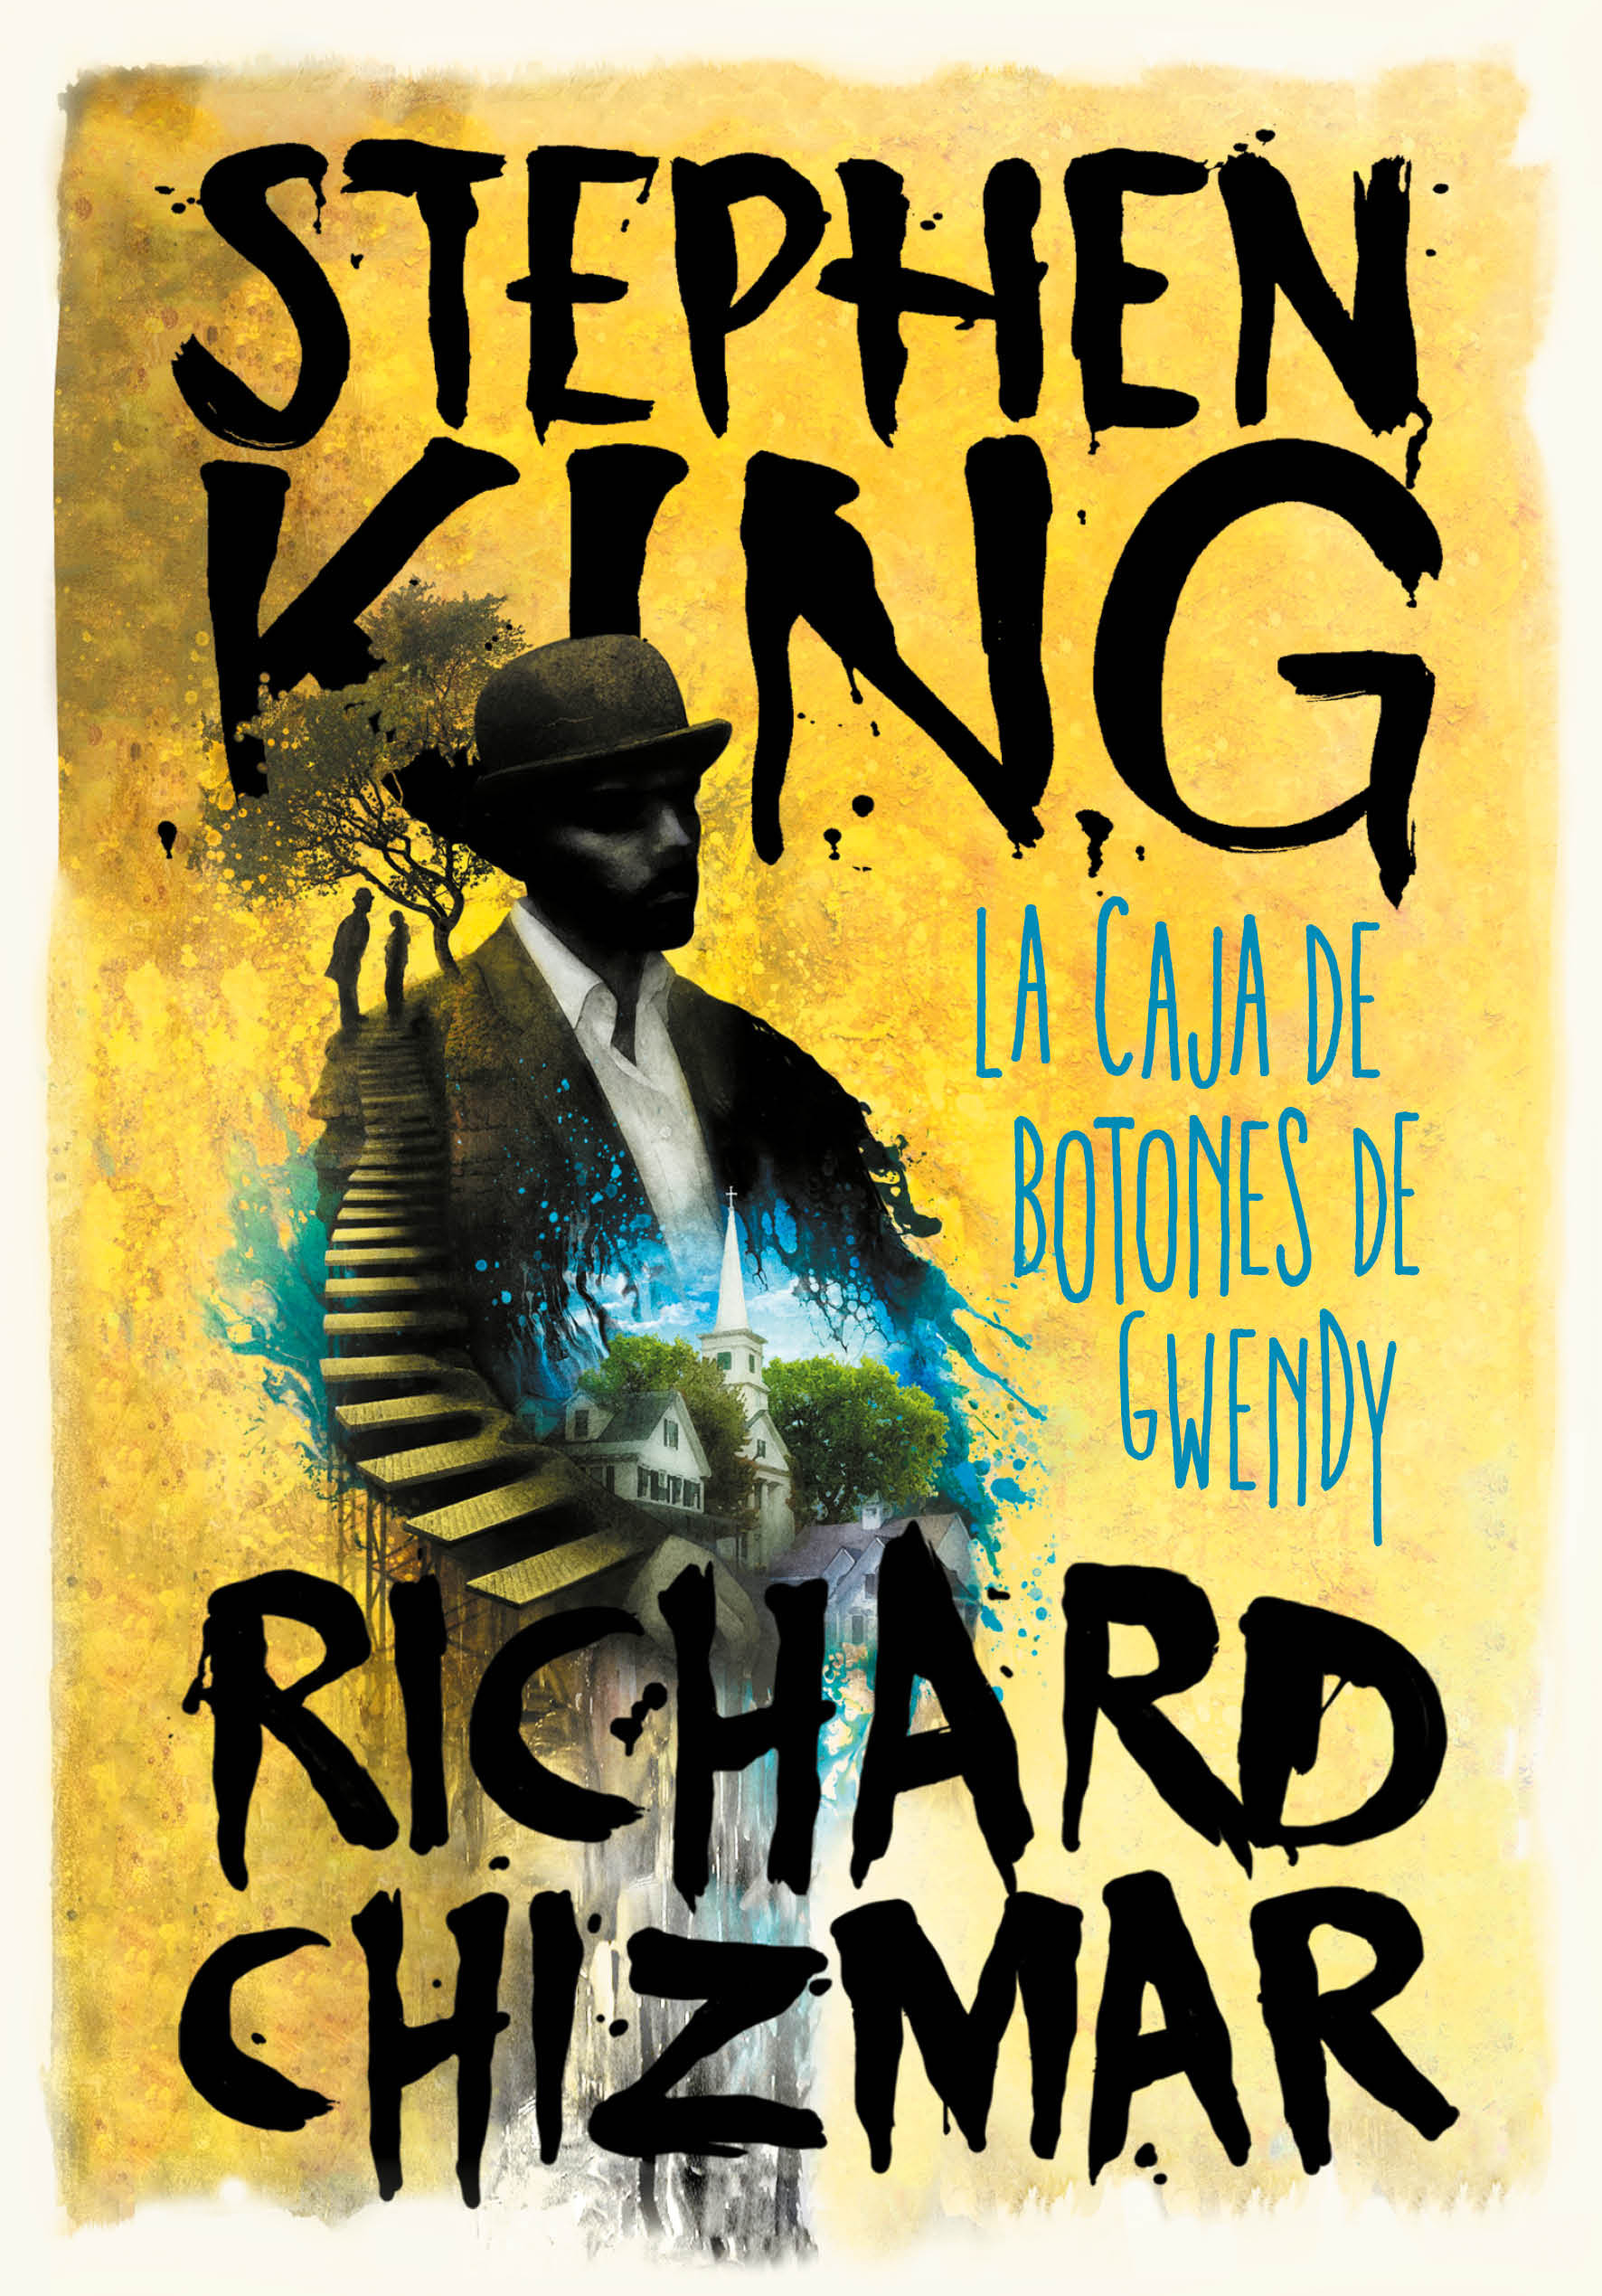 STEPHEN
KING
LA CAJA DE
BOTONES DE
GWENDY
RICHARD
CHIZMAR